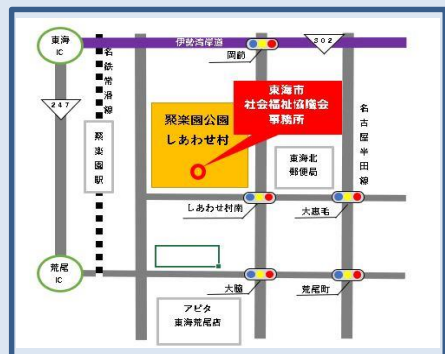 東海
IC
伊勢湾岸道
302
岡前
名鉄常滑線
247
東海市
社会福祉協議会
事務所
聚楽園公園
しあわせ村
聚楽園駅
東海北
郵便局
名古屋半田線
しあわせ村南
大恵毛
荒尾
IC
大脇
荒尾町
アピタ
東海荒尾店